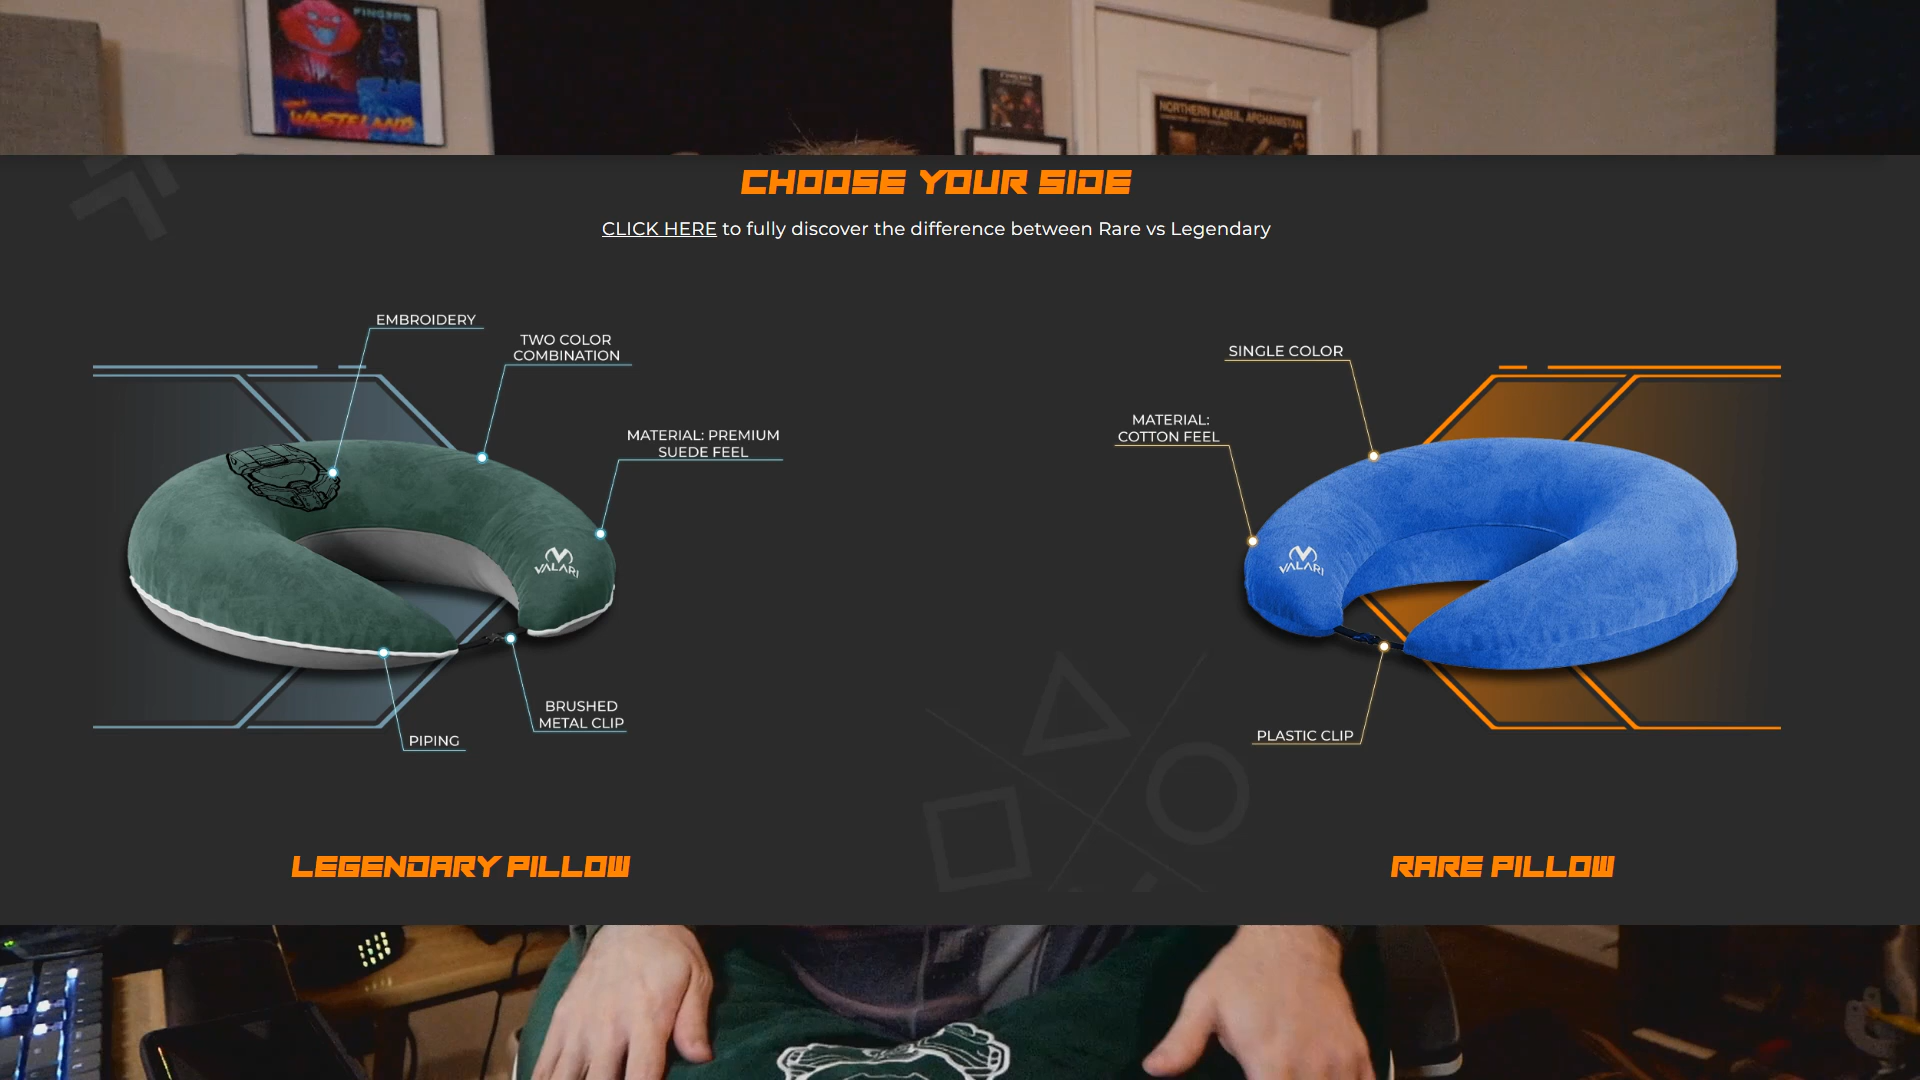 FINGERS
WASTELAND
NORTHERN KABUL, AFGHANISTAN
CHOOSE YOUR SIDE
CLICK HERE to fully discover the difference between Rare vs Legendary
EMBROIDERY
TWO COLOR
COMBINATION
MATERIAL: PREMIUM
SUEDE FEEL
VALARI
BRUSHED
METAL CLIP
PIPING
SINGLE COLOR
MATERIAL:
COTTON FEEL
VALARI
PLASTIC CLIP
LEGENDARY PILLOW
RARE PILLOW